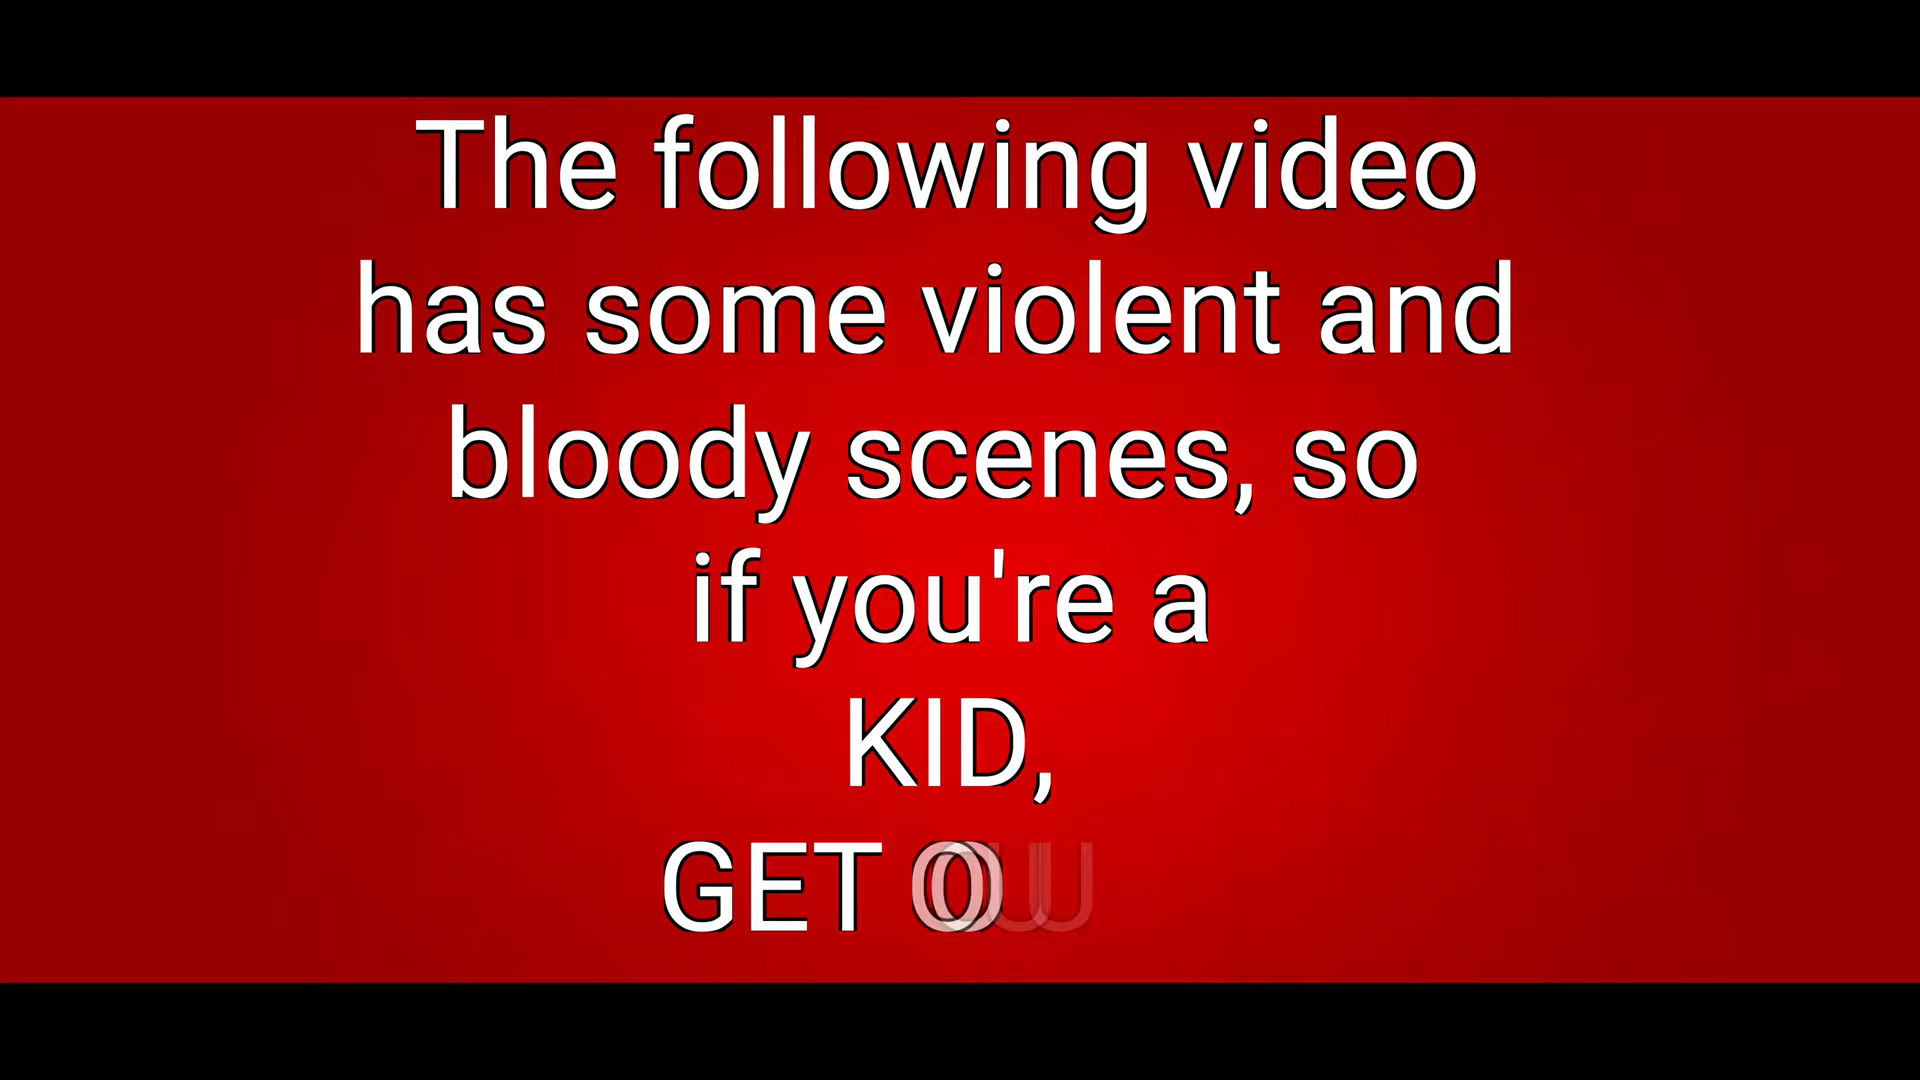 The following video
has some violent and
bloody scenes, so
if you're a
KID,
GET